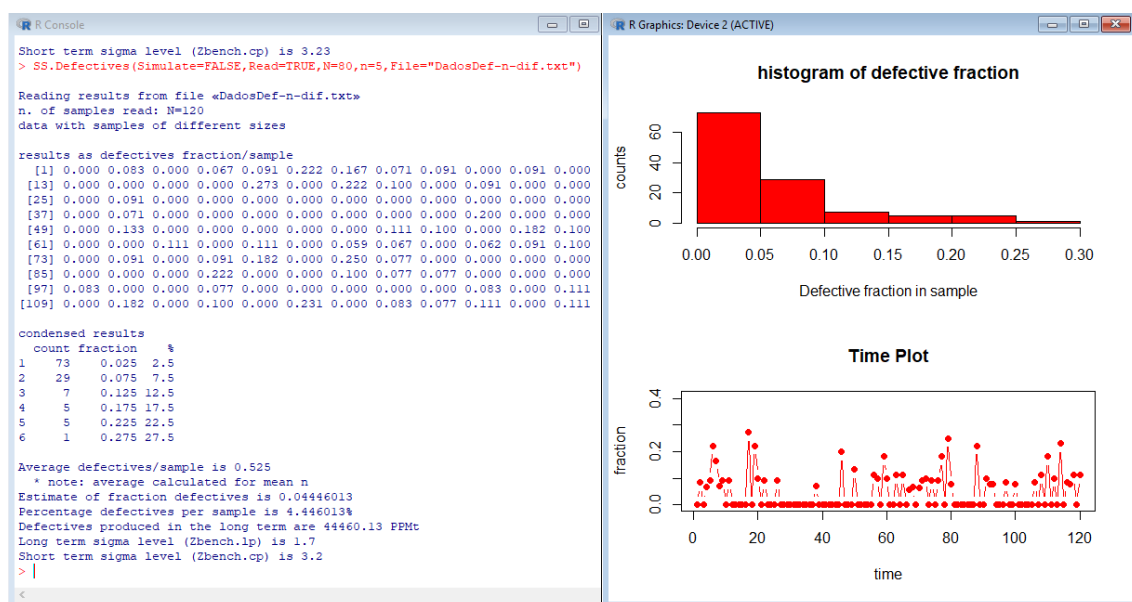 R Console
Short term sigma level (Zbench.cp) is 3.23
> SS.Defectives(Simulate=FALSE,Read=TRUE,N=80,n=5,File="DadosDef-n-dif.txt")
Reading results from file «DadosDef-n-dif.txt»
n. of samples read: N=120
data with samples of different sizes
results as defectives fraction/sample
[1] 0.000 0.083 0.000 0.067 0.091 0.222 0.167 0.071 0.091 0.000 0.091 0.000
[13] 0.000 0.000 0.000 0.000 0.273 0.000 0.222 0.100 0.000 0.091 0.000 0.000
[25] 0.000 0.091 0.000 0.000 0.000 0.000 0.000 0.000 0.000 0.000 0.000 0.000
[37] 0.000 0.071 0.000 0.000 0.000 0.000 0.000 0.000 0.000 0.200 0.000 0.000
[49] 0.000 0.133 0.000 0.000 0.000 0.000 0.000 0.111 0.100 0.000 0.182 0.100
[61] 0.000 0.000 0.111 0.000 0.111 0.000 0.059 0.067 0.000 0.062 0.091 0.100
[73] 0.000 0.091 0.000 0.091 0.182 0.000 0.250 0.077 0.000 0.000 0.000 0.000
[85] 0.000 0.000 0.000 0.222 0.000 0.000 0.100 0.077 0.077 0.000 0.000 0.000
[97] 0.083 0.000 0.000 0.077 0.000 0.000 0.000 0.000 0.000 0.083 0.000 0.111
[109] 0.000 0.182 0.000 0.100 0.000 0.231 0.000 0.083 0.077 0.111 0.000 0.111
condensed results
count fraction %
1 73 0.025 2.5
2 29 0.075 7.5
3 7 0.125 12.5
4 5 0.175 17.5
5 5 0.225 22.5
6 1 0.275 27.5
Average defectives/sample is 0.525
* note: average calculated for mean n
Estimate of fraction defectives is 0.04446013
Percentage defectives per sample is 4.446013%
Defectives produced in the long term are 44460.13 PPMt
Long term sigma level (Zbench.lp) is 1.7
Short term sigma level (Zbench.cp) is 3.2
>
R Graphics: Device 2 (ACTIVE)
histogram of defective fraction
counts
60
40
20
0
0.00 0.05 0.10 0.15 0.20 0.25 0.30
Defective fraction in sample
Time Plot
fraction
0.4
0.2
0.0
0 20 40 60 80 100 120
time